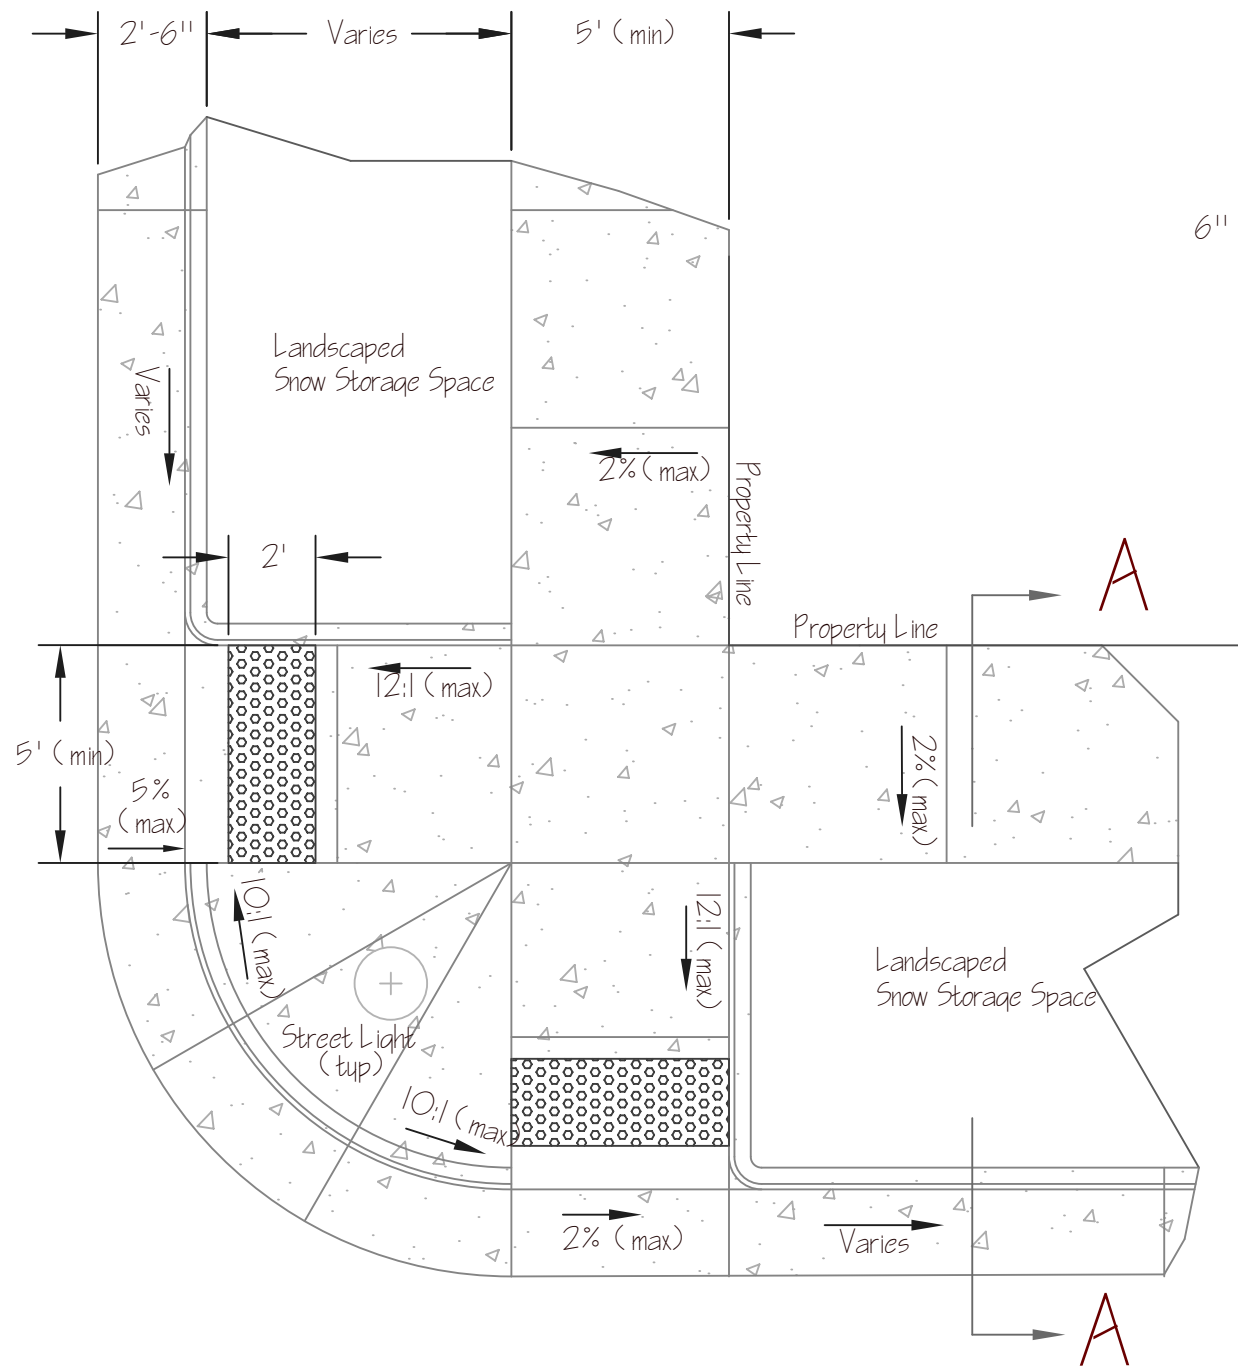 2'-6"
Varies
5' (min)
6"
Landscaped
Snow Storage Space
Varies
2% (max)
Property Line
2'
A
Property Line
12:1 (max)
5' (min)
2% (max)
5%
(max)
10:1 (max)
12:1 (max)
Landscaped
Snow Storage Space
Street Light
(typ)
10:1 (max)
2% (max)
Varies
A